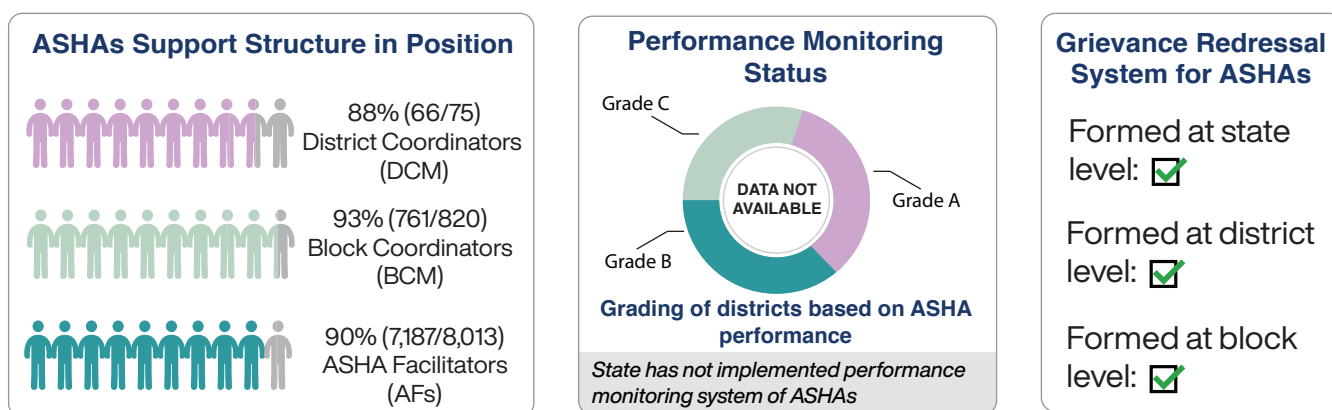 ASHAs Support Structure in Position
88% (66/75)
District Coordinators
(DCM)
93% (761/820)
Block Coordinators
(BCM)
90% (7,187/8,013)
ASHA Facilitators
(AFs)
Performance Monitoring
Status
Grade C
DATA NOT
AVAILABLE
Grade A
Grade B
Grading of districts based on ASHA
performance
State has not implemented performance
monitoring system of ASHAs
Grievance Redressal
System for ASHAs
Formed at state
level:
Formed at district
level:
Formed at block
level: